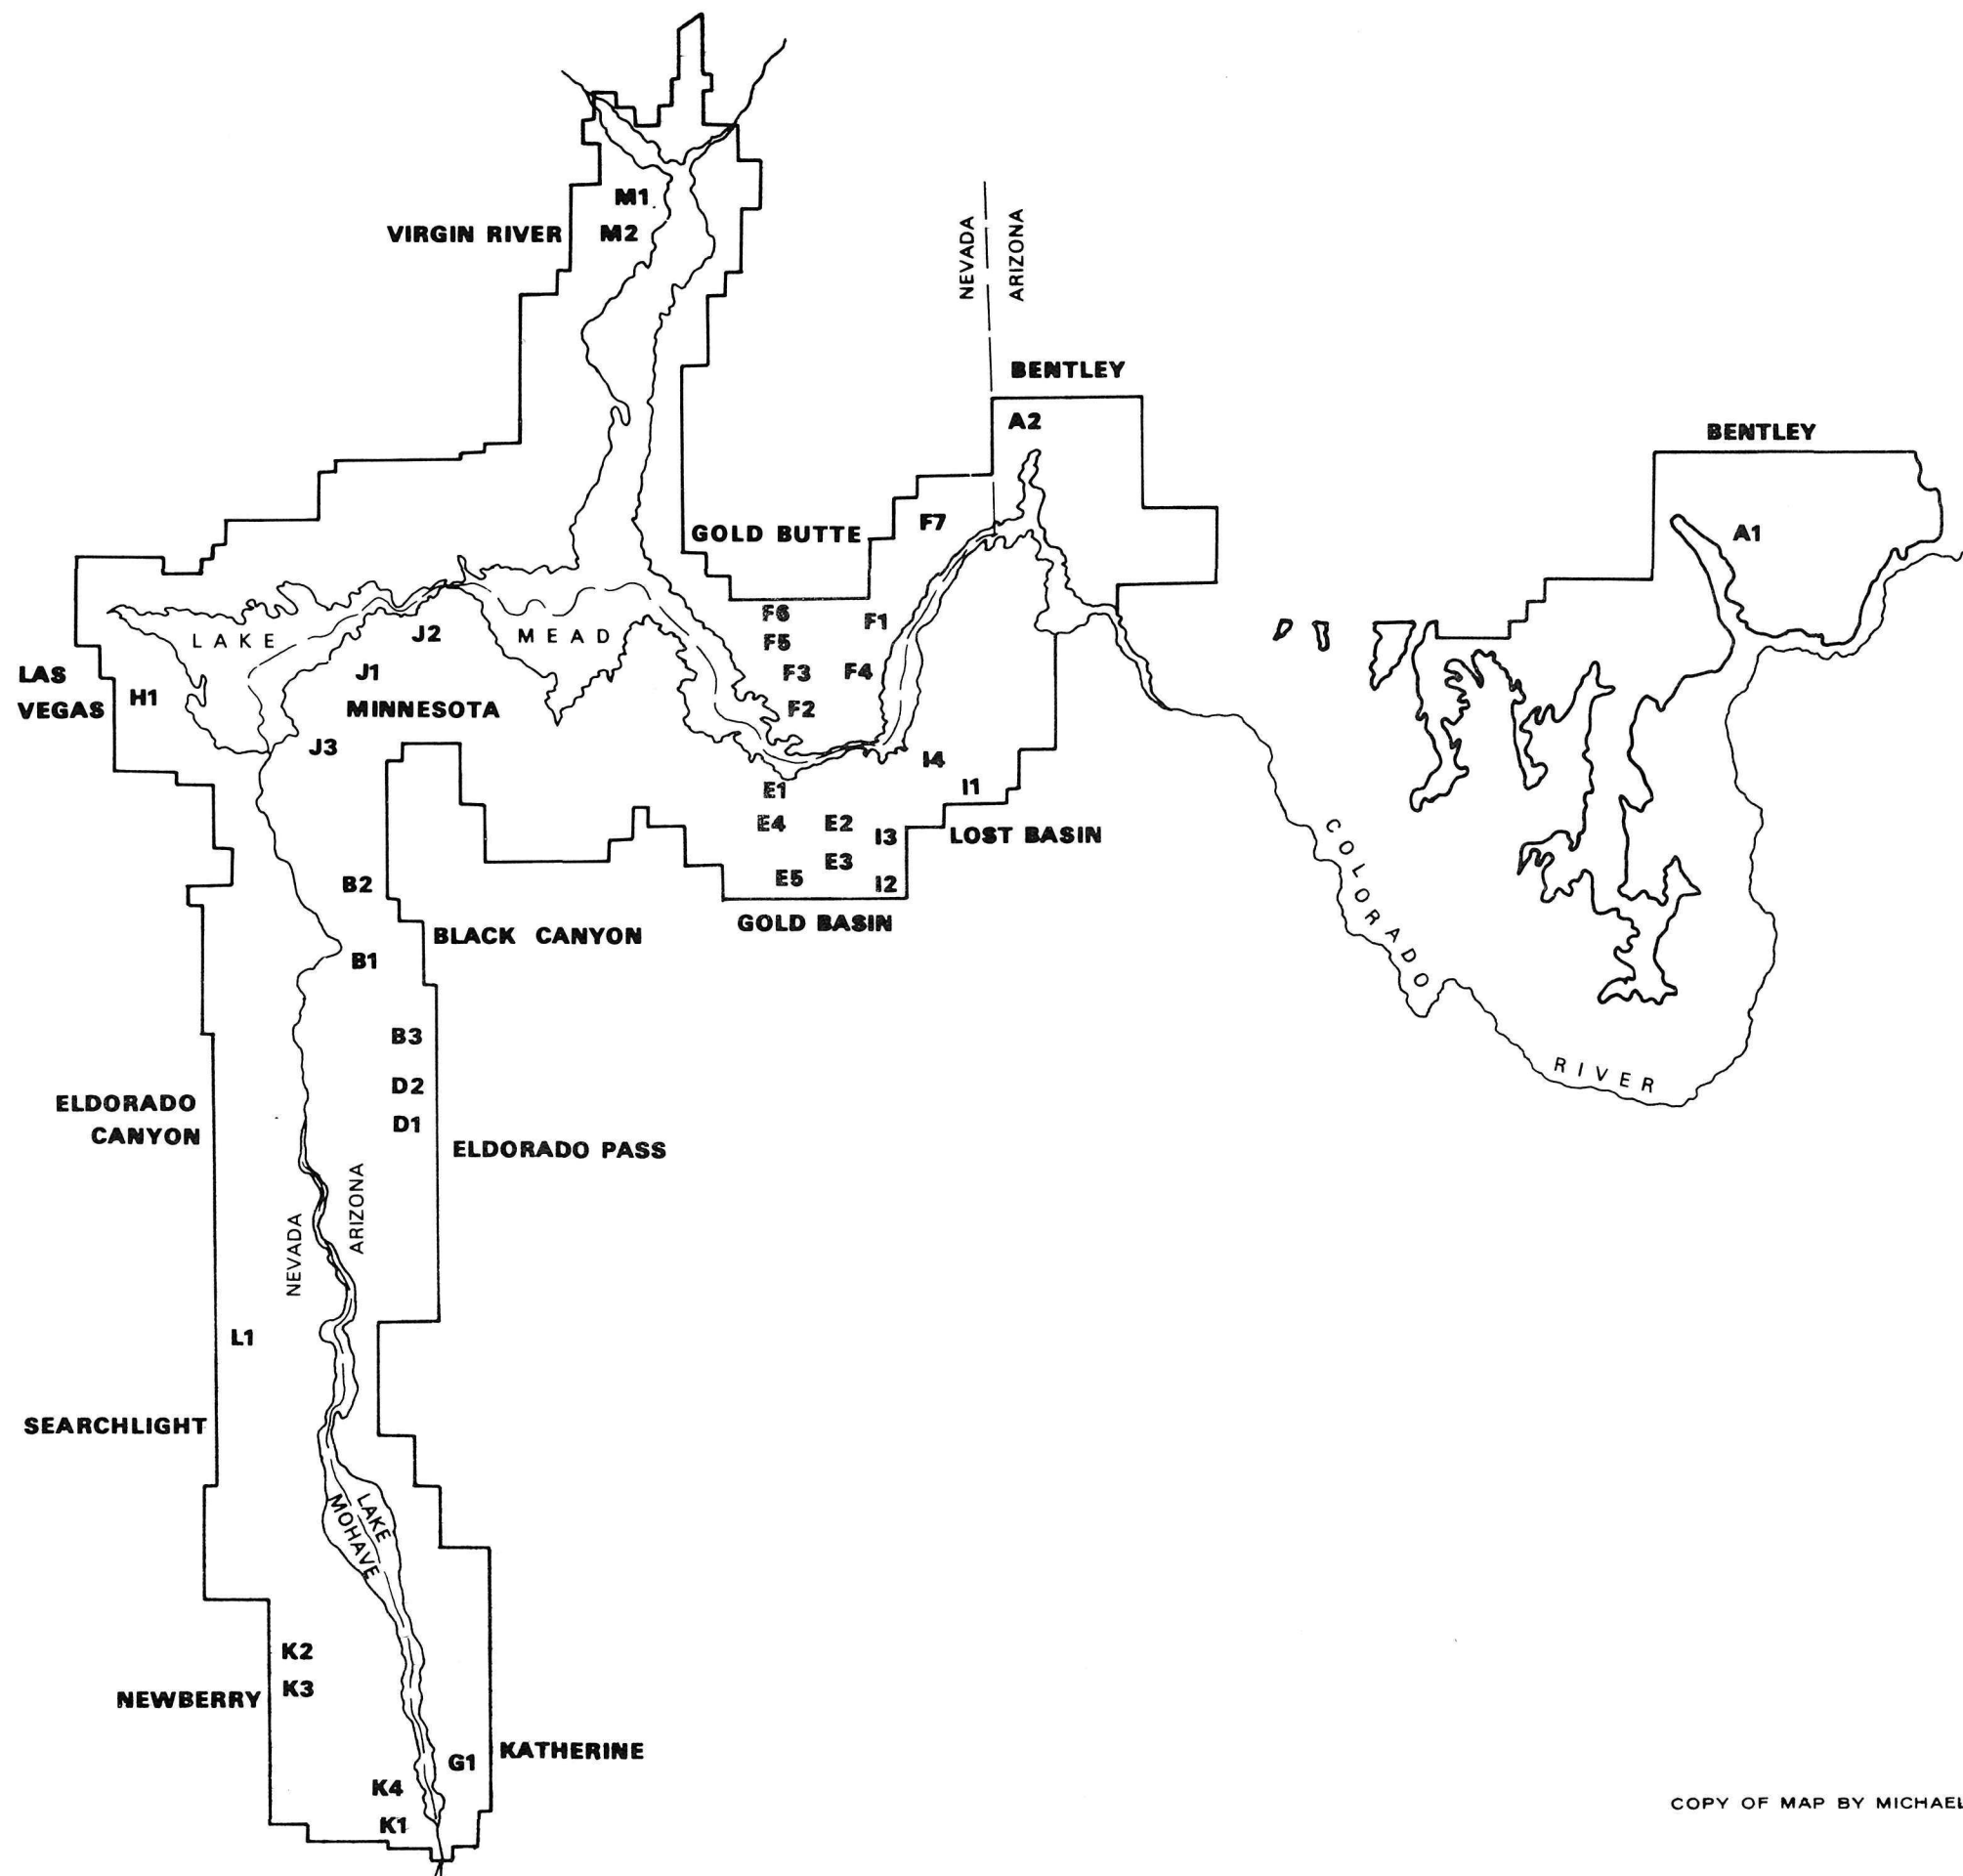 M1
VIRGIN RIVER
M2
NEVADA
ARIZONA
BENTLEY
A2
BENTLEY
GOLD BUTTE
F7
A1
F6
F1
LAKE
J2
MEAD
F5
LAS
VEGAS
H1
J1
F3
F4
MINNESOTA
F2
J3
I4
E1
I1
E4
E2
I3
LOST BASIN
E3
B2
E5
I2
GOLD BASIN
BLACK CANYON
B1
COLORADO
RIVER
B3
D2
ELDORADO
CANYON
D1
ELDORADO PASS
NEVADA
ARIZONA
L1
SEARCHLIGHT
LAKE
MOHAVE
K2
NEWBERRY
K3
KATHERINE
G1
K4
K1
COPY OF MAP BY MICHAEL